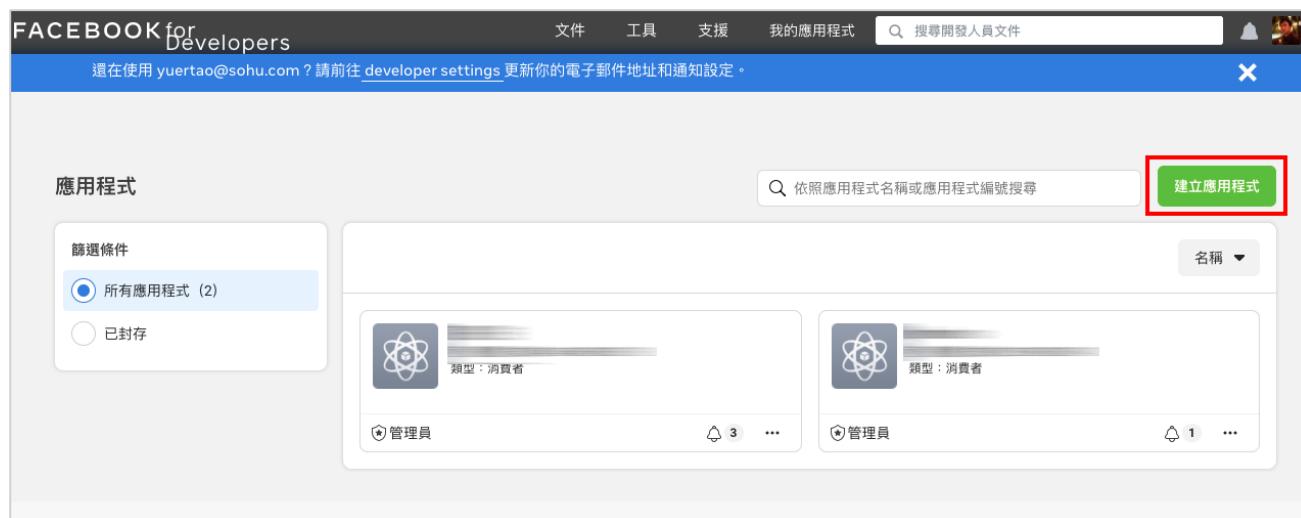 FACEBOOK for Developers
文件 工具 支援 我的應用程式 搜尋開發人員文件
還在使用 yuertao@sohu.com？請前往 developer settings 更新你的電子郵件地址和通知設定。
應用程式
依照應用程式名稱或應用程式編號搜尋
建立應用程式
篩選條件
所有應用程式 (2)
已封存
名稱
類型：消費者
管理員
3
類型：消費者
管理員
1